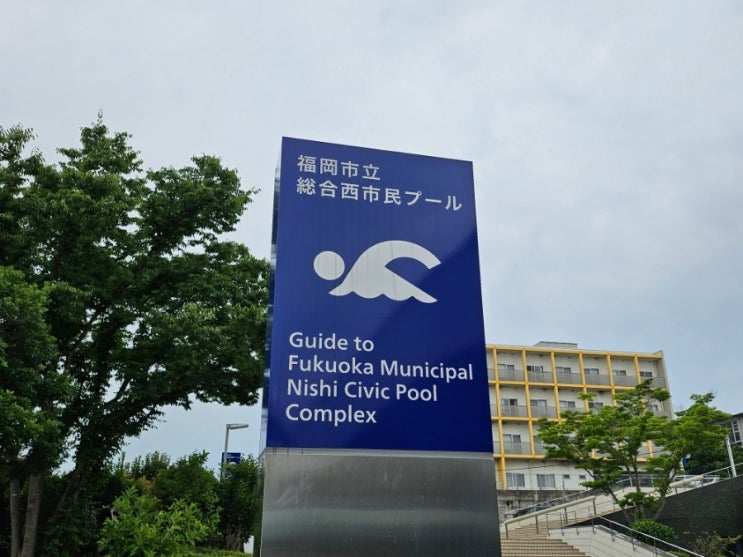 福岡市立
総合西市民プール
Guide to
Fukuoka Municipal
Nishi Civic Pool
Complex